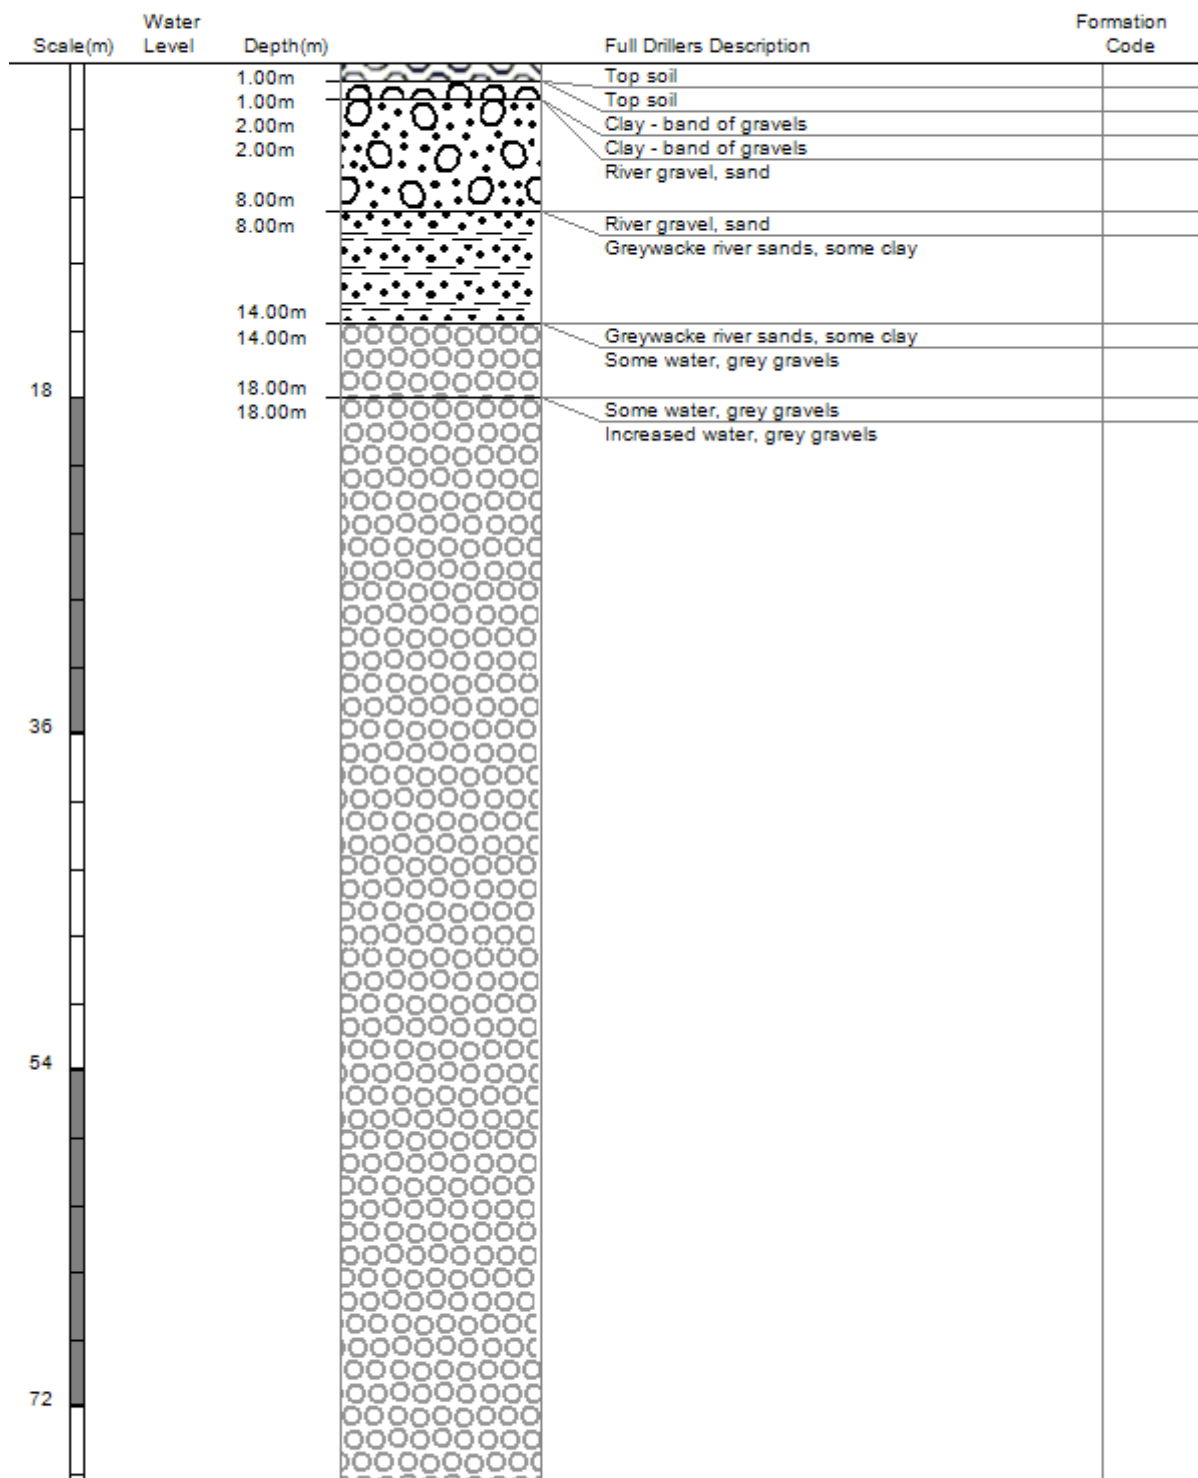 Water Formation
Scale(m) Level Depth(m) Full Drillers Description Code
1.00m Top soil
1.00m Top soil
2.00m Clay - band of gravels
2.00m Clay - band of gravels
River gravel, sand
8.00m
8.00m River gravel, sand
Greywacke river sands, some clay
14.00m
14.00m Greywacke river sands, some clay
Some water, grey gravels
18 18.00m
18.00m Some water, grey gravels
Increased water, grey gravels
36
54
72